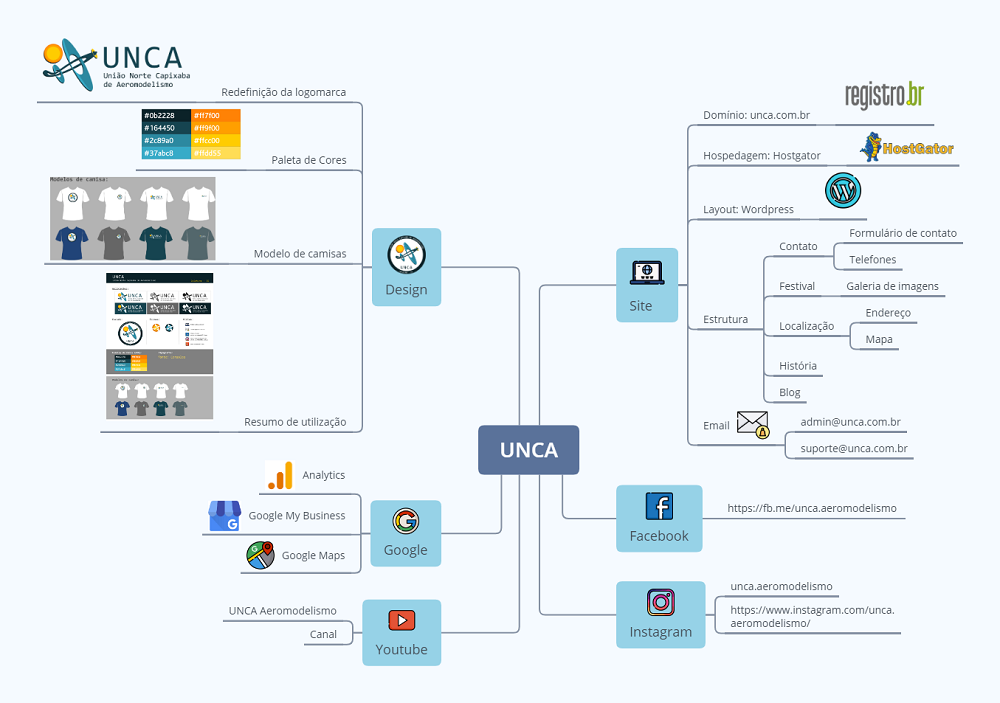 UNCA
União Norte Capixaba
de Aeromodelismo
Redefinição da logomarca
#0b2228 #ff7f00
#164450 #ff9f00
#2c89a0 #ffcc00
#37abc8 #ffdd55
Paleta de Cores
Modelos de camisa:
Modelo de camisas
UNCA
Resumo de utilização
UNCA
Design
Analytics
Google My Business
Google Maps
Google
UNCA Aeromodelismo
Canal
Youtube
UNCA
registro.br
Domínio: unca.com.br
Hospedagem: Hostgator
HostGator
Layout: Wordpress
Site
Estrutura
Contato
Formulário de contato
Telefones
Festival
Galeria de imagens
Localização
Endereço
Mapa
História
Blog
Email
admin@unca.com.br
suporte@unca.com.br
Facebook
https://fb.me/unca.aeromodelismo
Instagram
unca.aeromodelismo
https://www.instagram.com/unca.
aeromodelismo/